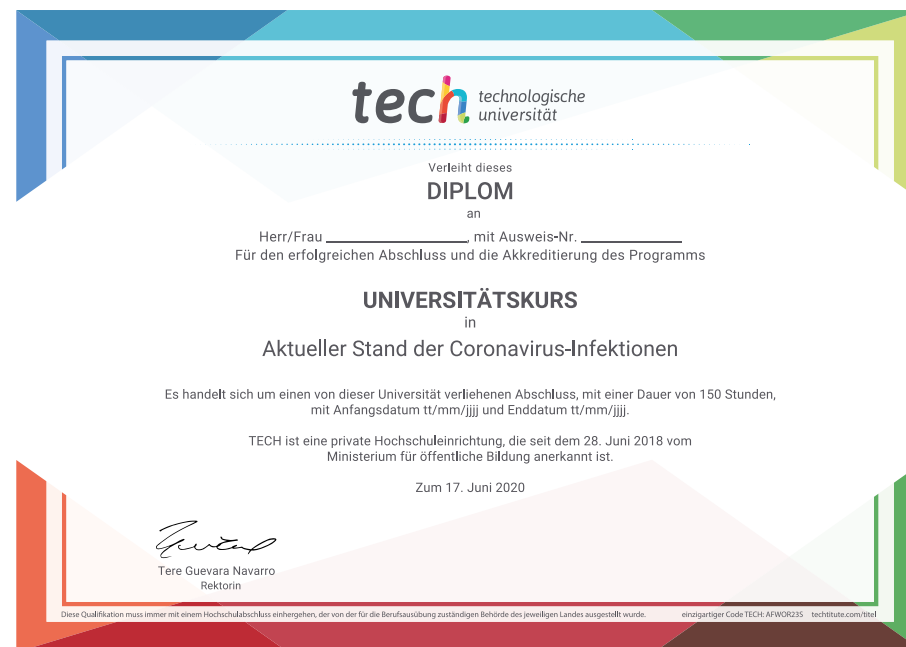 tech technologische
universität
Verleiht dieses
DIPLOM
an
Herr/Frau ____________, mit Ausweis-Nr. ____________
Für den erfolgreichen Abschluss und die Akkreditierung des Programms
UNIVERSITÄTSKURS
in
Aktueller Stand der Coronavirus-Infektionen
Es handelt sich um einen von dieser Universität verliehenen Abschluss, mit einer Dauer von 150 Stunden,
mit Anfangsdatum tt/mm/jjjj und Enddatum tt/mm/jjjj.
TECH ist eine private Hochschuleinrichtung, die seit dem 28. Juni 2018 vom
Ministerium für öffentliche Bildung anerkannt ist.
Zum 17. Juni 2020
Tere Guevara Navarro
Rektorin
Diese Qualifikation muss immer mit einem Hochschulabschluss einhergehen, der von der für die Berufsausübung zuständigen Behörde des jeweiligen Landes ausgestellt wurde. einzigartiger Code TECH: AFWOR23S techtitute.com/titel